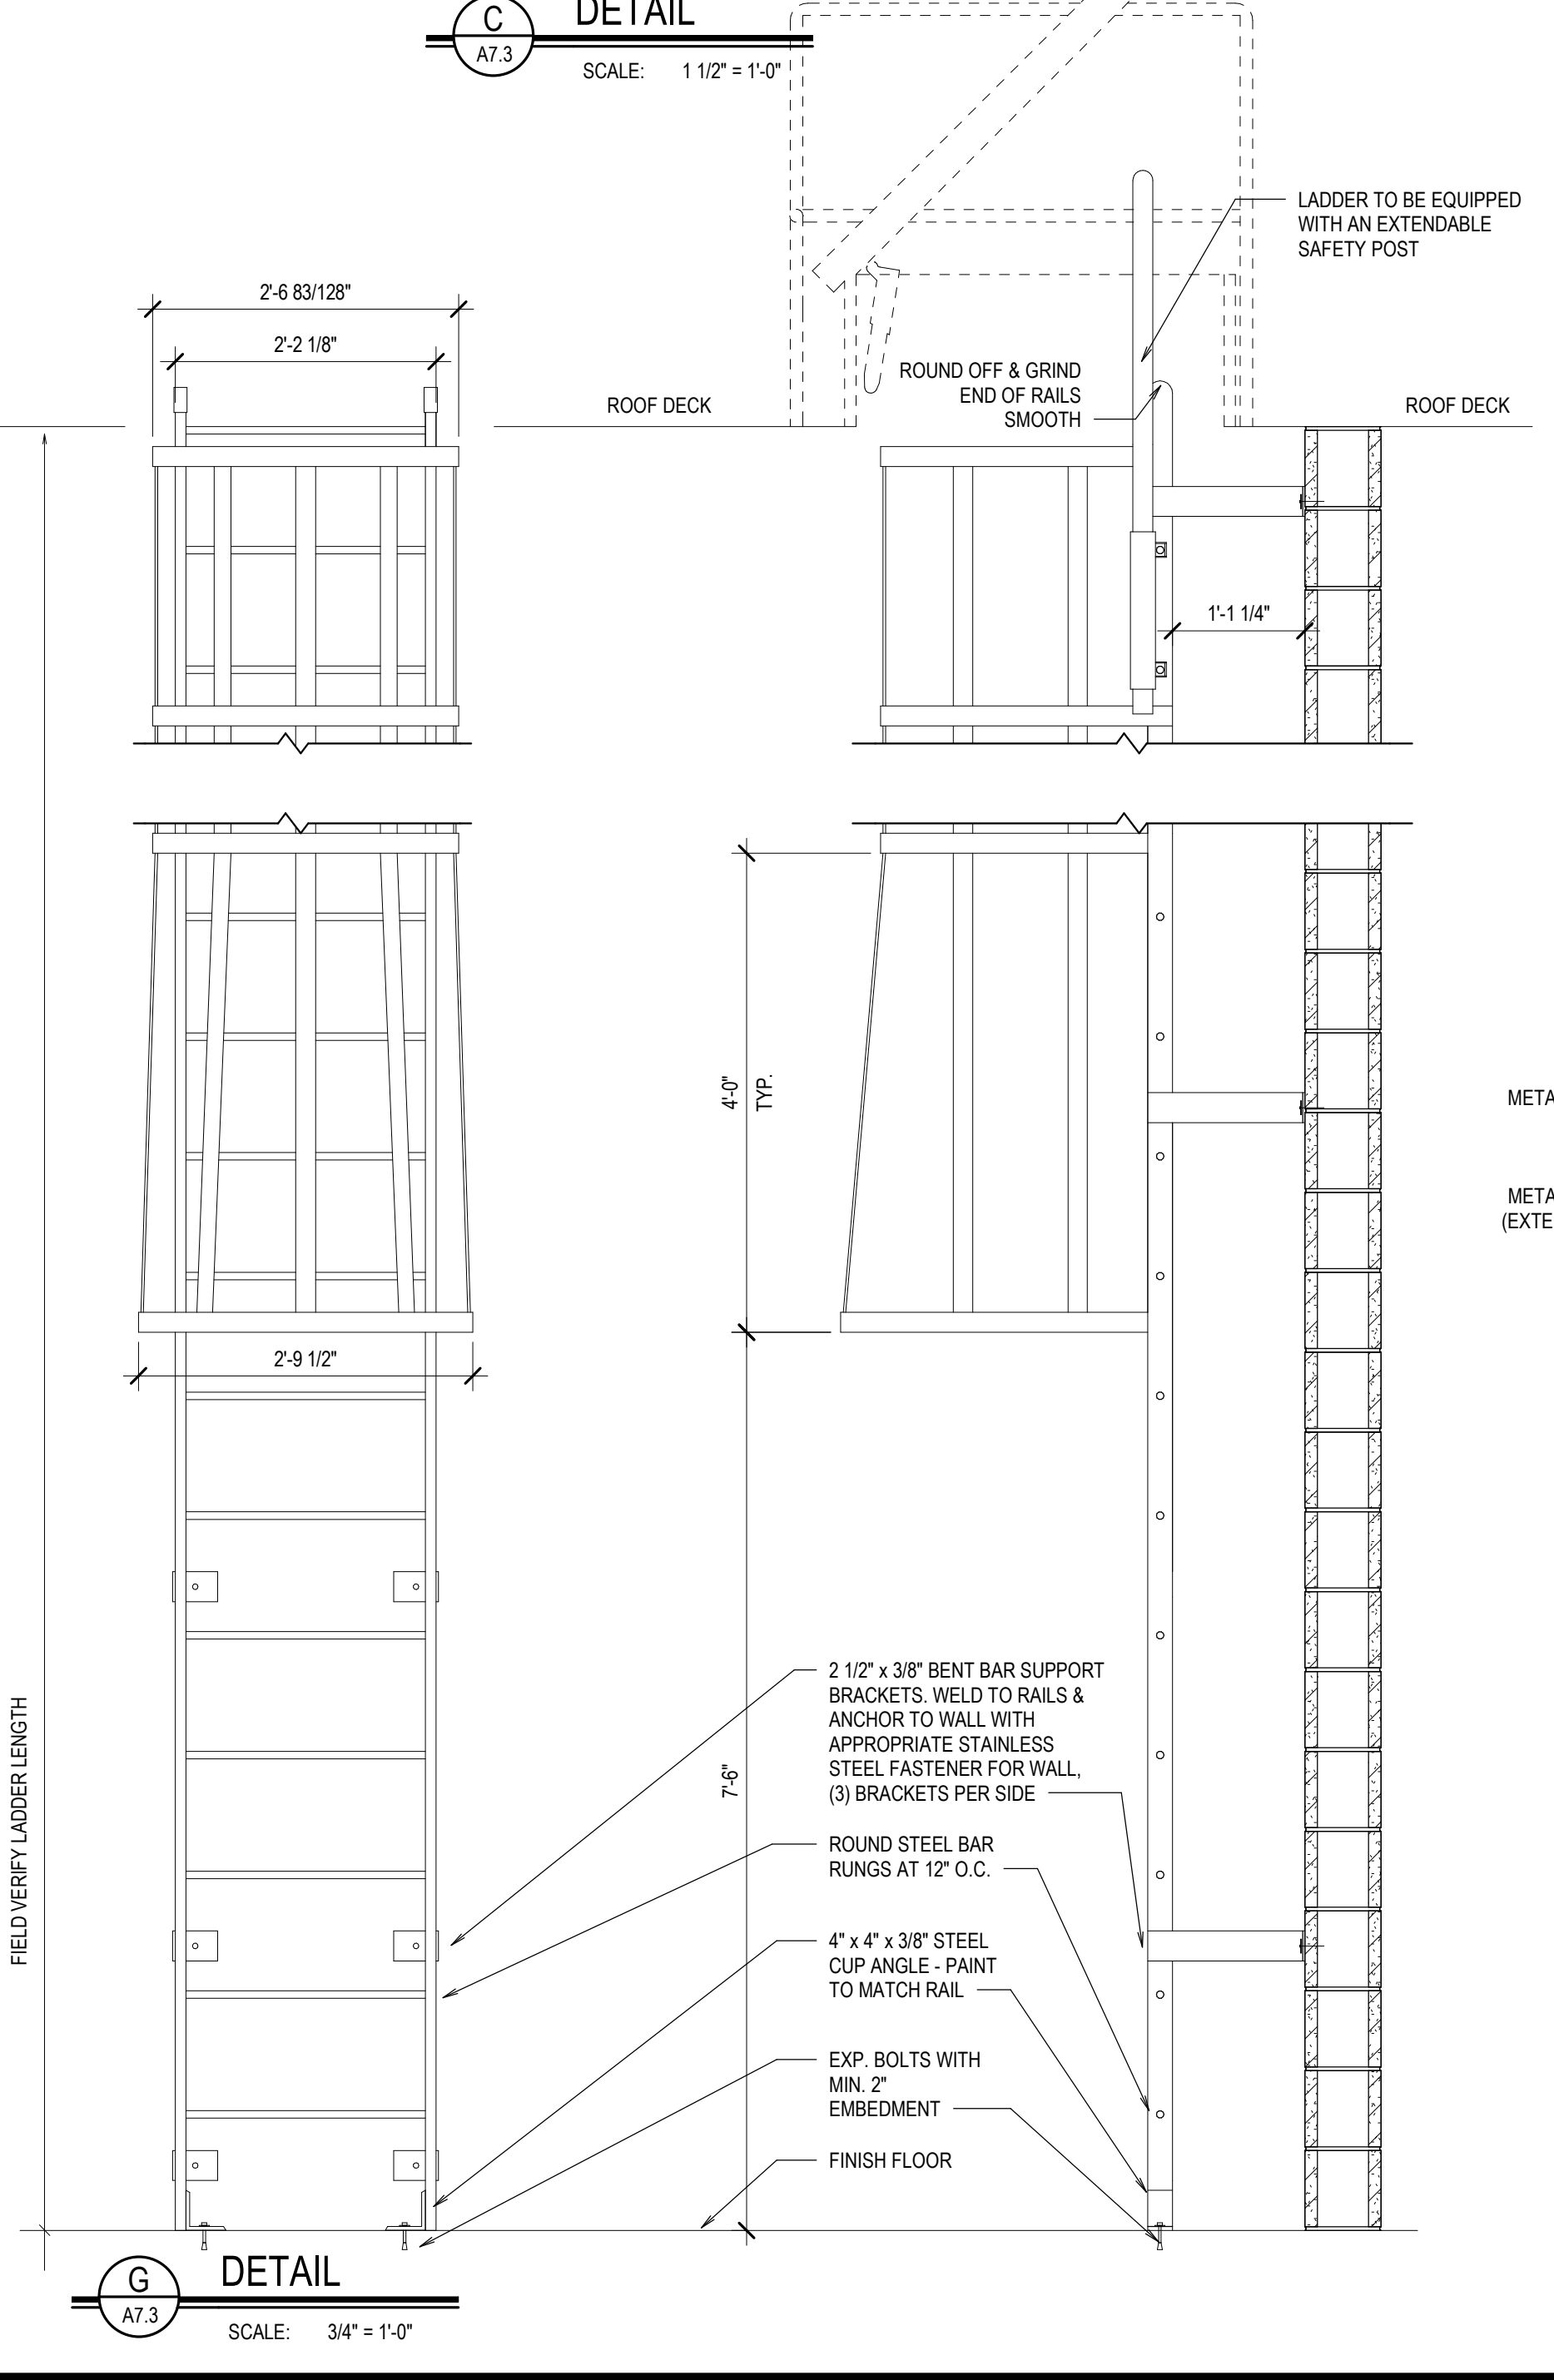 C
A7.3
DETAIL
SCALE: 1 1/2" = 1'-0"
LADDER TO BE EQUIPPED
WITH AN EXTENDABLE
SAFETY POST
2'-6 83/128"
2'-2 1/8"
ROUND OFF & GRIND
END OF RAILS
SMOOTH
ROOF DECK
ROOF DECK
1'-1 1/4"
4'-0"
TYP.
META
META
(EXTE
2'-9 1/2"
FIELD VERIFY LADDER LENGTH
7'-6"
2 1/2" x 3/8" BENT BAR SUPPORT
BRACKETS. WELD TO RAILS &
ANCHOR TO WALL WITH
APPROPRIATE STAINLESS
STEEL FASTENER FOR WALL,
(3) BRACKETS PER SIDE
ROUND STEEL BAR
RUNGS AT 12" O.C.
4" x 4" x 3/8" STEEL
CUP ANGLE - PAINT
TO MATCH RAIL
EXP. BOLTS WITH
MIN. 2"
EMBEDMENT
FINISH FLOOR
G
A7.3
DETAIL
SCALE: 3/4" = 1'-0"